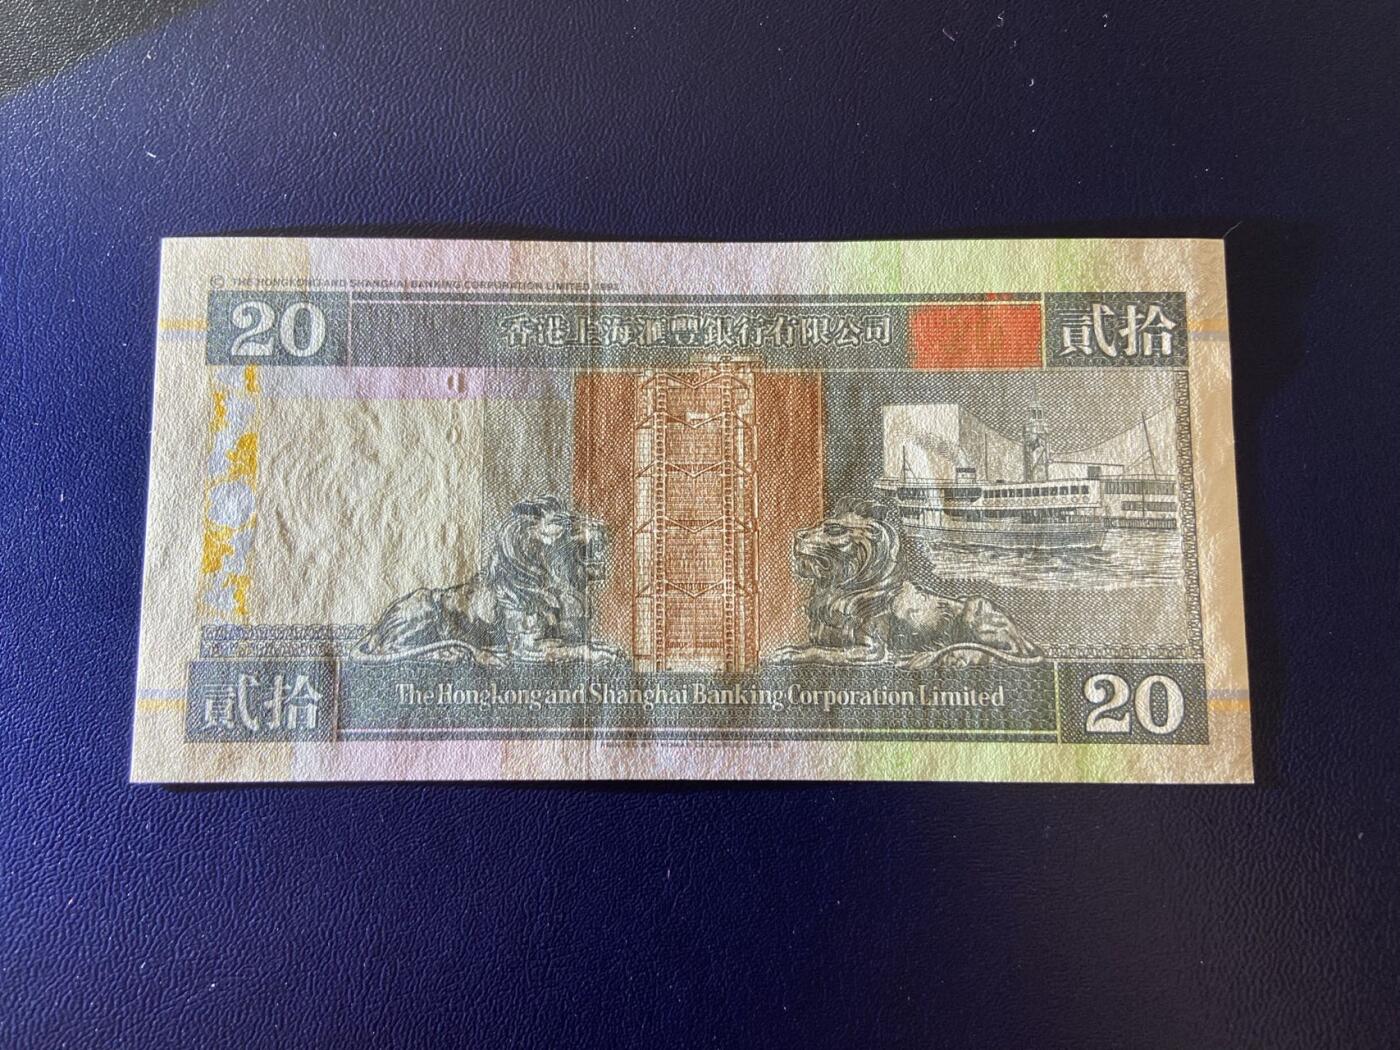 © THE HONGKONG AND SHANGHAI BANKING CORPORATION LIMITED 1993
20 香港上海滙豐銀行有限公司 貳拾
貳拾 The Hongkong and Shanghai Banking Corporation Limited 20